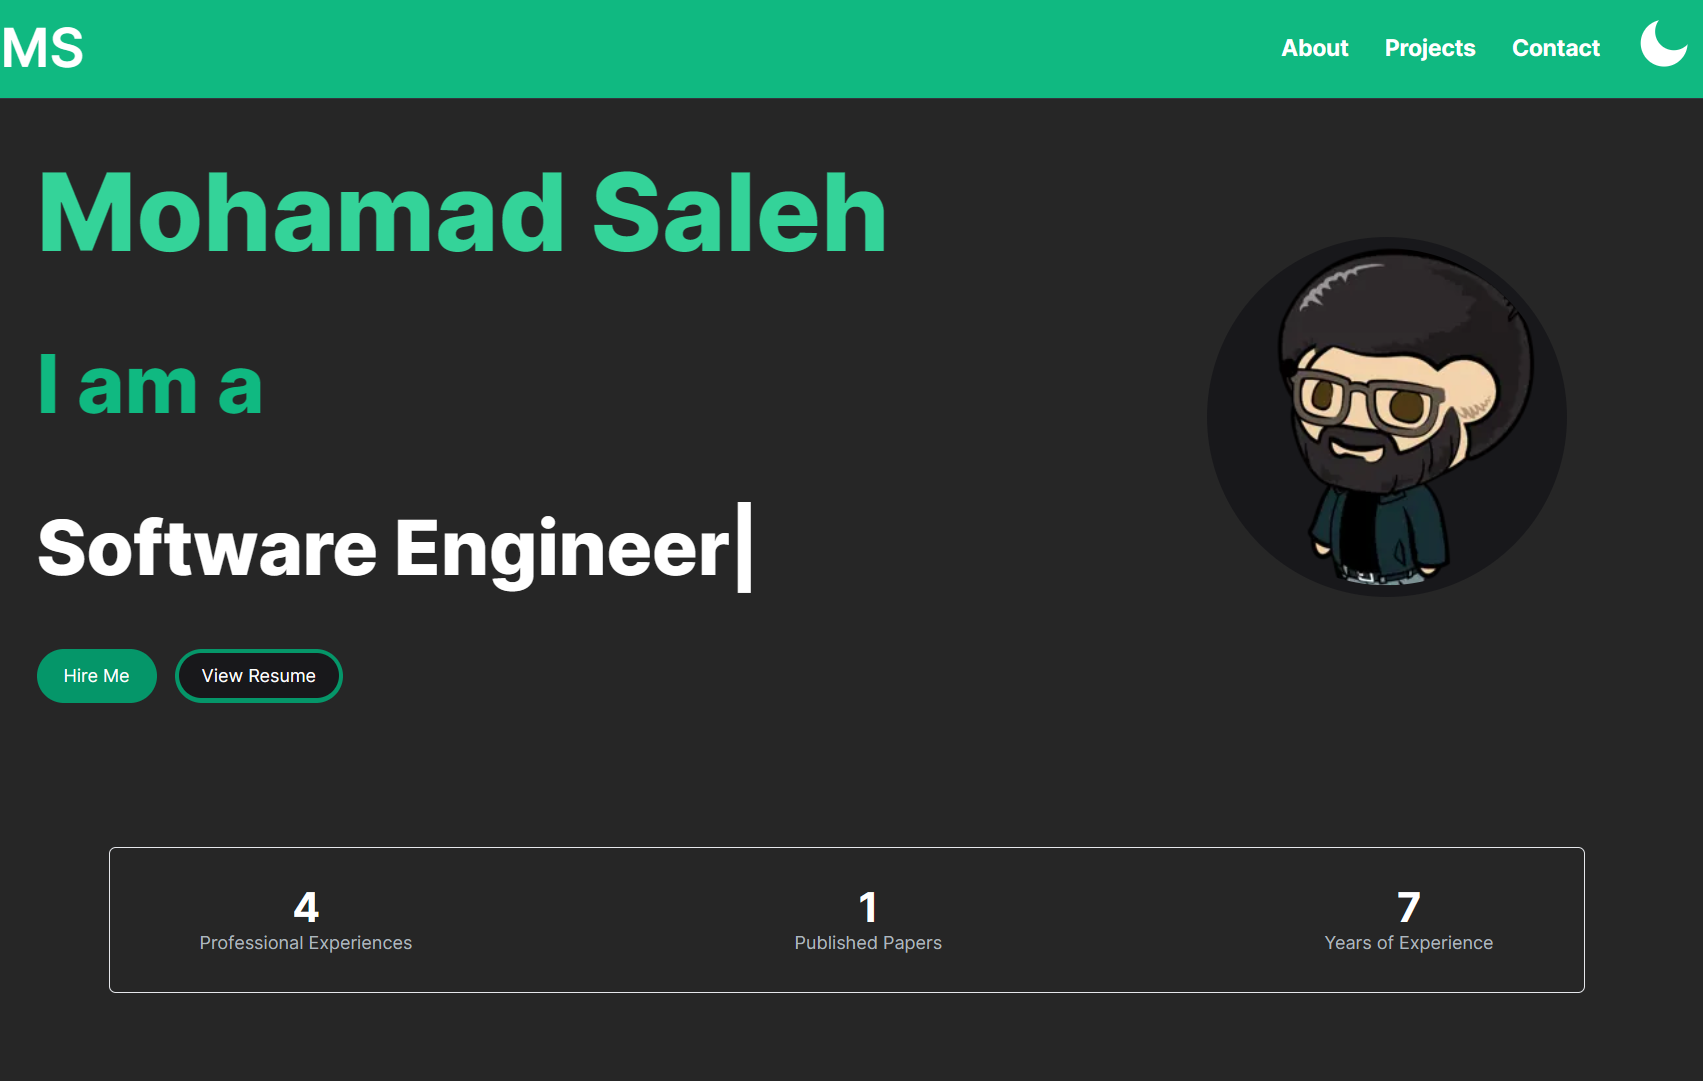 MS
About Projects Contact
Mohamad Saleh
I am a
Software Engineer|
Hire Me View Resume
4 1 7
Professional Experiences Published Papers Years of Experience